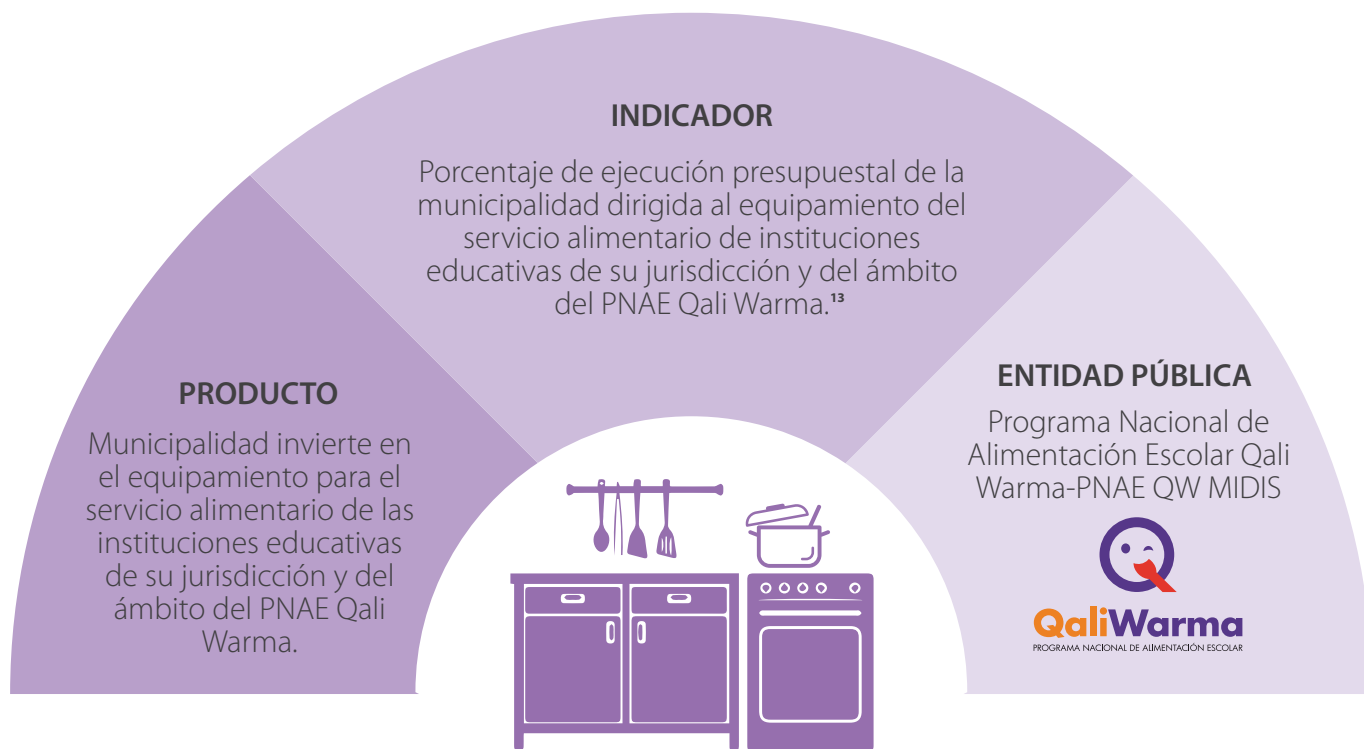 INDICADOR
Porcentaje de ejecución presupuestal de la
municipalidad dirigida al equipamiento del
servicio alimentario de instituciones
educativas de su jurisdicción y del ámbito
del PNAE Qali Warma.¹³
PRODUCTO
Municipalidad invierte en
el equipamiento para el
servicio alimentario de las
instituciones educativas
de su jurisdicción y del
ámbito del PNAE Qali
Warma.
ENTIDAD PÚBLICA
Programa Nacional de
Alimentación Escolar Qali
Warma-PNAE QW MIDIS
QaliWarma
PROGRAMA NACIONAL DE ALIMENTACIÓN ESCOLAR